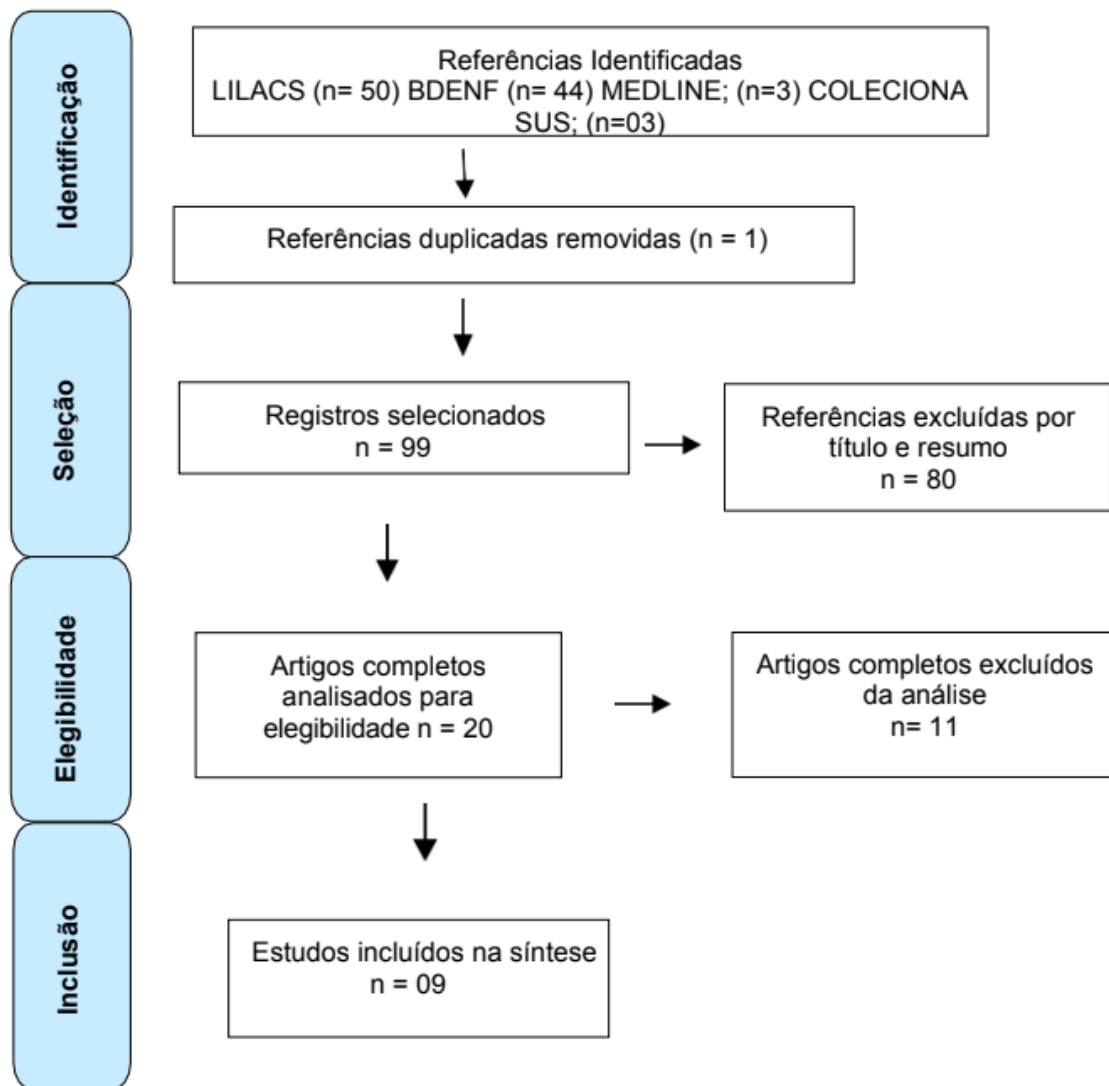 Identificação
Referências Identificadas
LILACS (n= 50) BDENF (n= 44) MEDLINE; (n=3) COLECIONA
SUS; (n=03)
Referências duplicadas removidas (n = 1)
Seleção
Registros selecionados
n = 99
Referências excluídas por
título e resumo
n = 80
Elegibilidade
Artigos completos
analisados para
elegibilidade n = 20
Artigos completos excluídos
da análise
n= 11
Inclusão
Estudos incluídos na síntese
n = 09